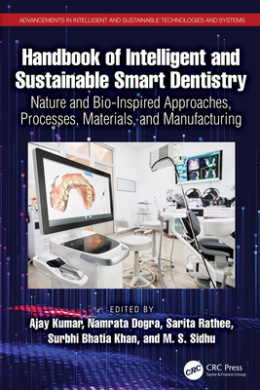 ADVANCEMENTS IN INTELLIGENT AND SUSTAINABLE TECHNOLOGIES AND SYSTEMS
Handbook of Intelligent and
Sustainable Smart Dentistry
Nature and Bio-Inspired Approaches,
Processes, Materials, and Manufacturing
EDITED BY
Ajay Kumar, Namrata Dogra, Sarita Rathee,
Surbhi Bhatia Khan, and M. S. Sidhu
CRC
CRC Press
Taylor & Francis Group